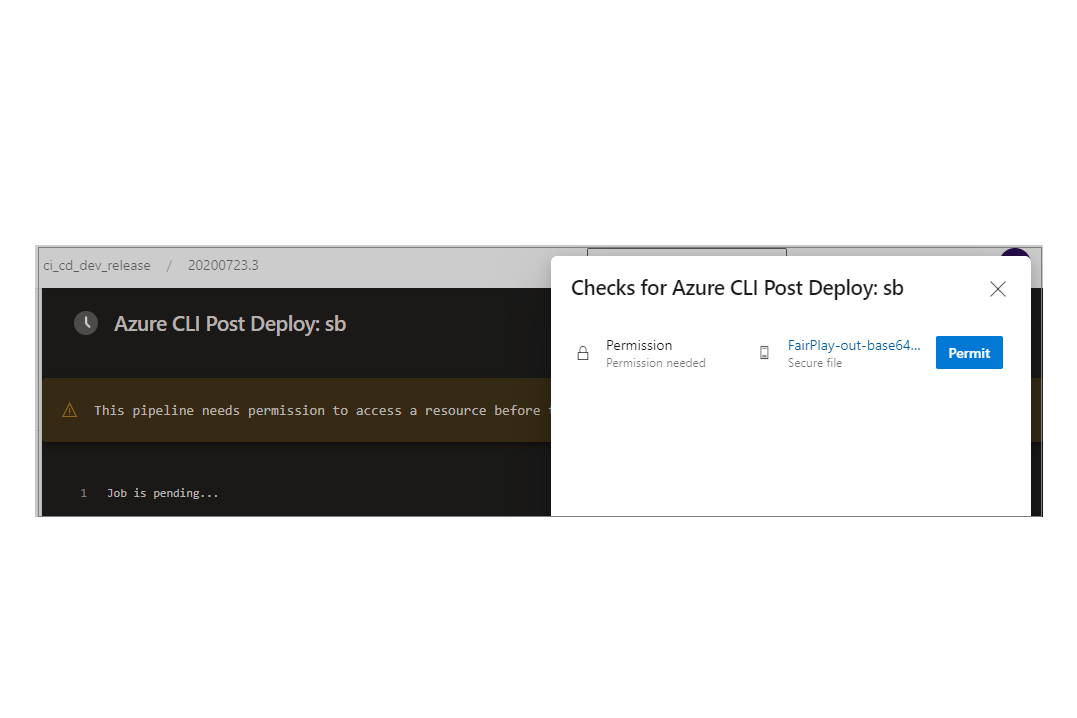 ci_cd_dev_release / 20200723.3
Azure CLI Post Deploy: sb
This pipeline needs permission to access a resource before
1 Job is pending...
Checks for Azure CLI Post Deploy: sb
Permission
Permission needed
FairPlay-out-base64...
Secure file
Permit